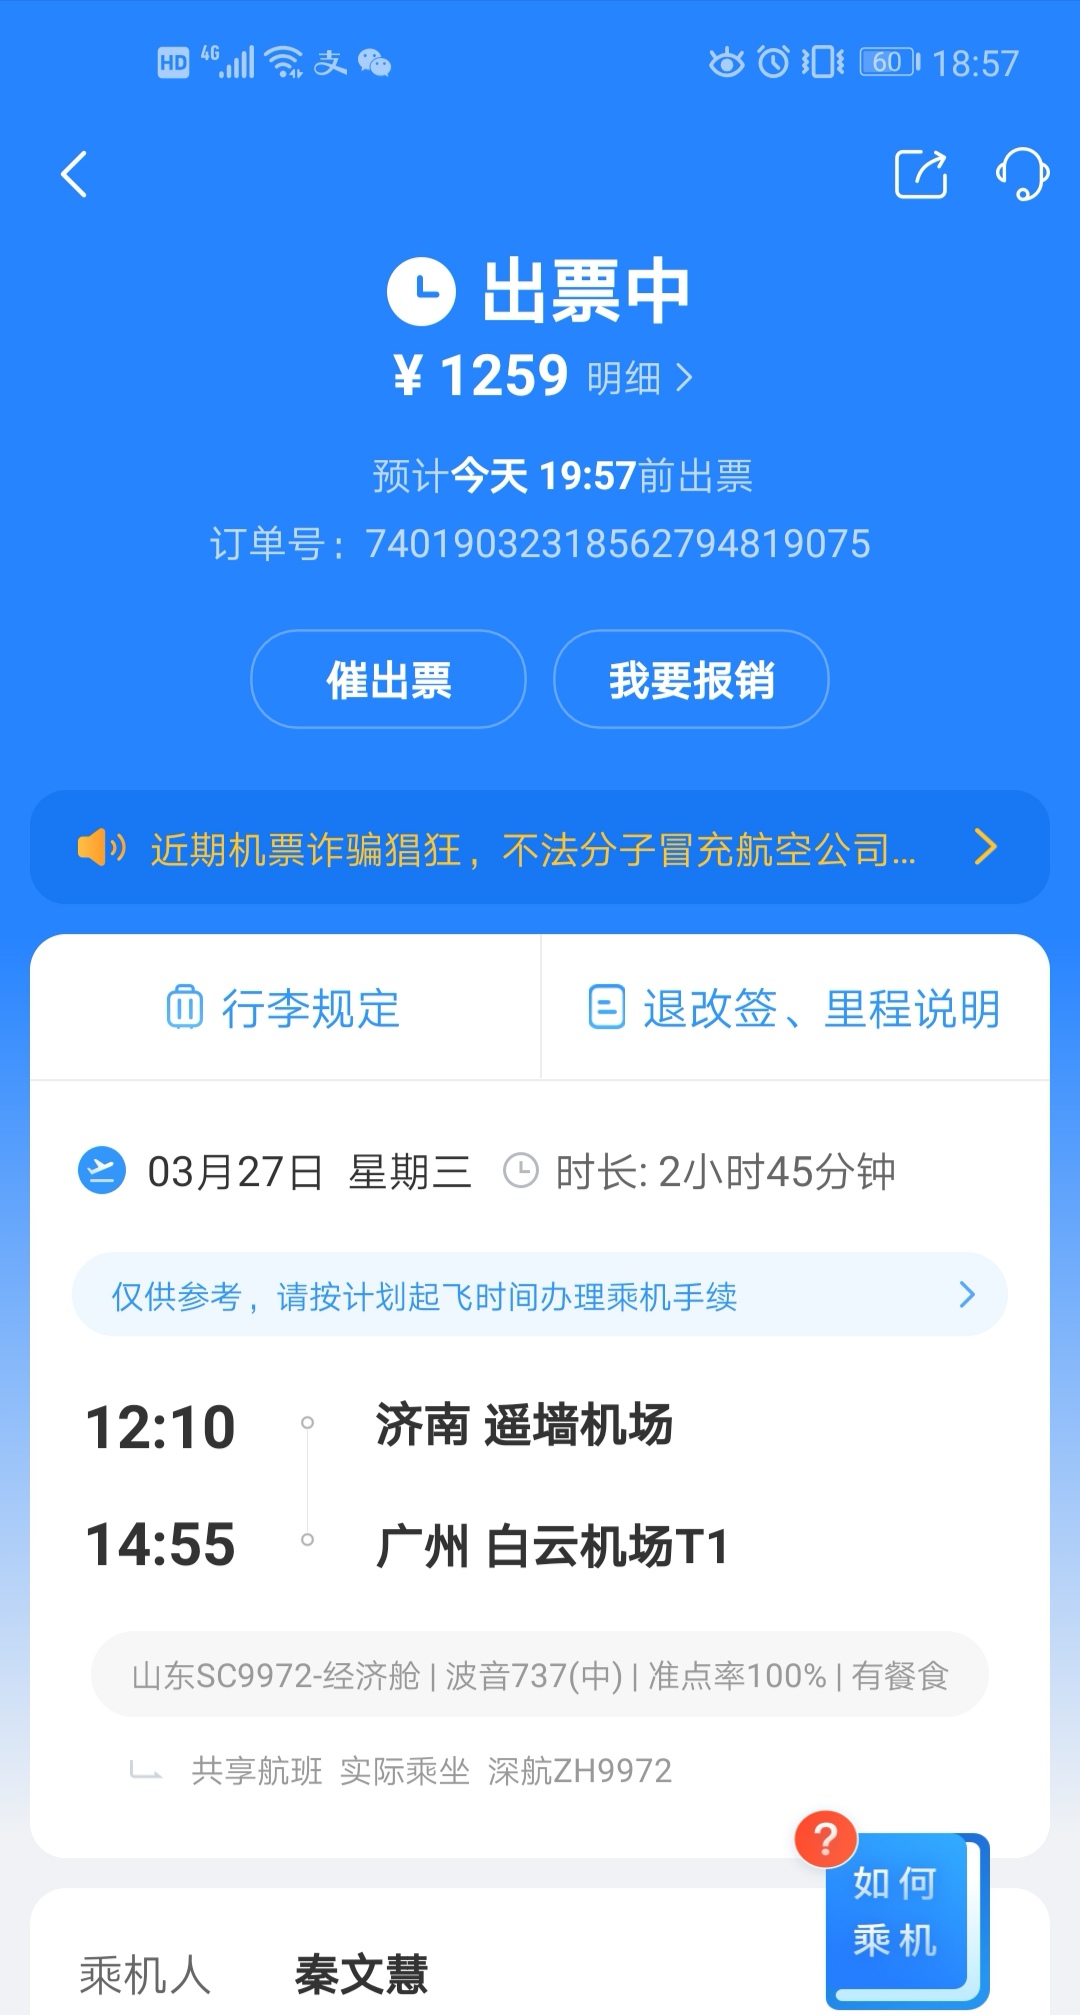 HD 4G 支 60 18:57
出票中
¥ 1259 明细
预计今天 19:57前出票
订单号：740190323185562794819075
催出票 我要报销
近期机票诈骗猖狂，不法分子冒充航空公司...
行李规定 退改签、里程说明
03月27日 星期三 时长: 2小时45分钟
仅供参考，请按计划起飞时间办理乘机手续
12:10 济南 遥墙机场
14:55 广州 白云机场T1
山东SC9972-经济舱 | 波音737(中) | 准点率100% | 有餐食
共享航班 实际乘坐 深航ZH9972
?
如何
乘机
乘机人 秦文慧